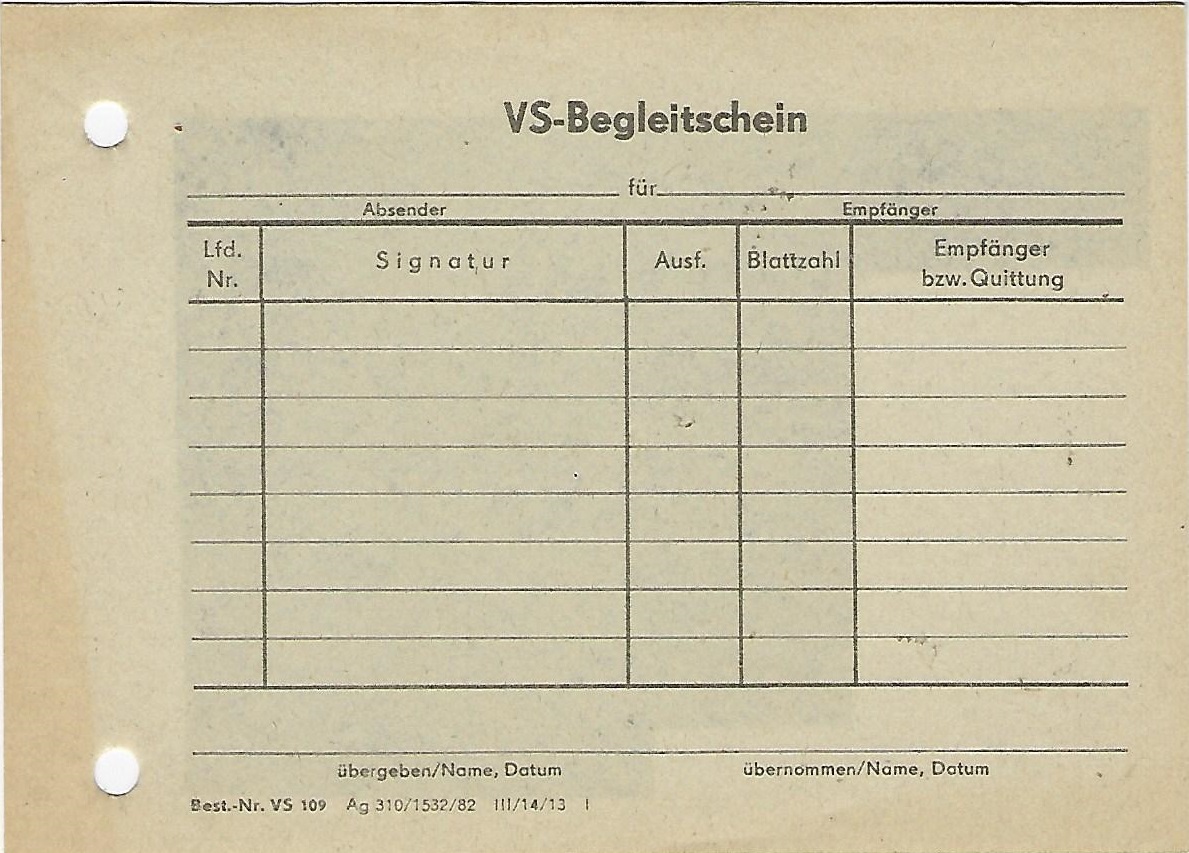 VS-Begleitschein
für
Absender Empfänger
Lfd. Nr. Signatur Ausf. Blattzahl Empfänger bzw. Quittung
übergeben/Name, Datum übernommen/Name, Datum
Best.-Nr. VS 109 Ag 310/1532/82 III/14/13 I